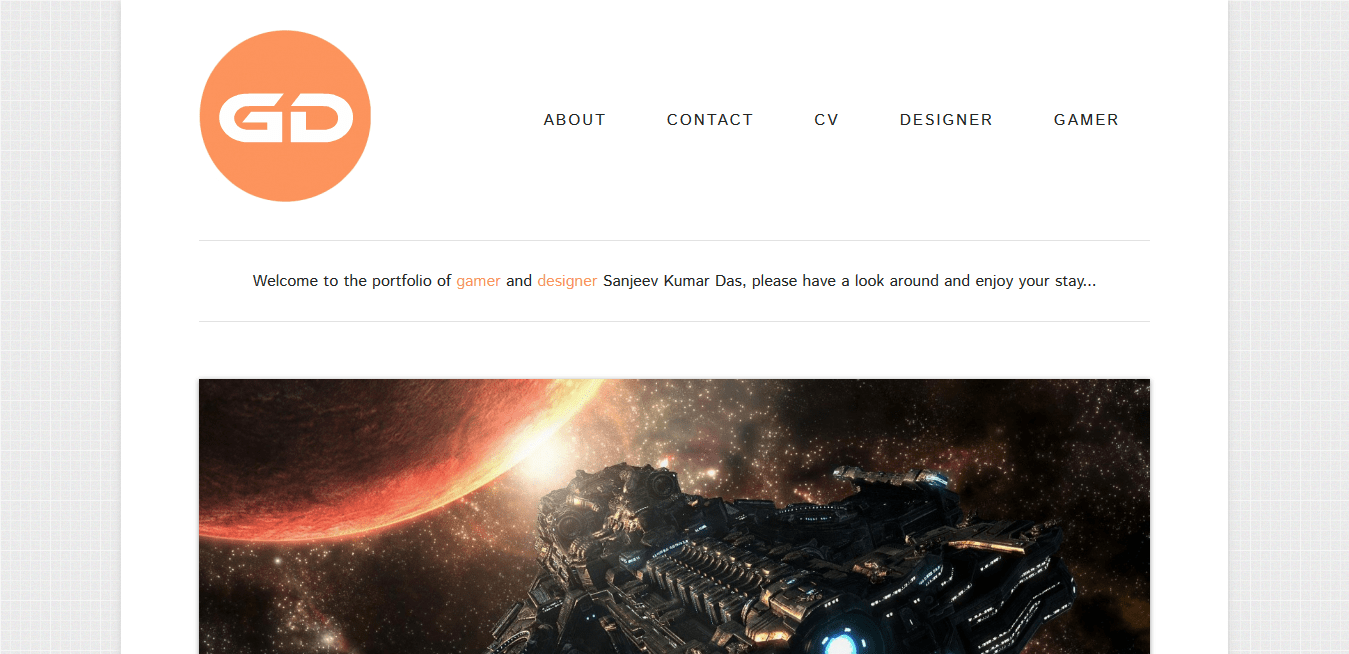 GD
ABOUT CONTACT CV DESIGNER GAMER
Welcome to the portfolio of gamer and designer Sanjeev Kumar Das, please have a look around and enjoy your stay...